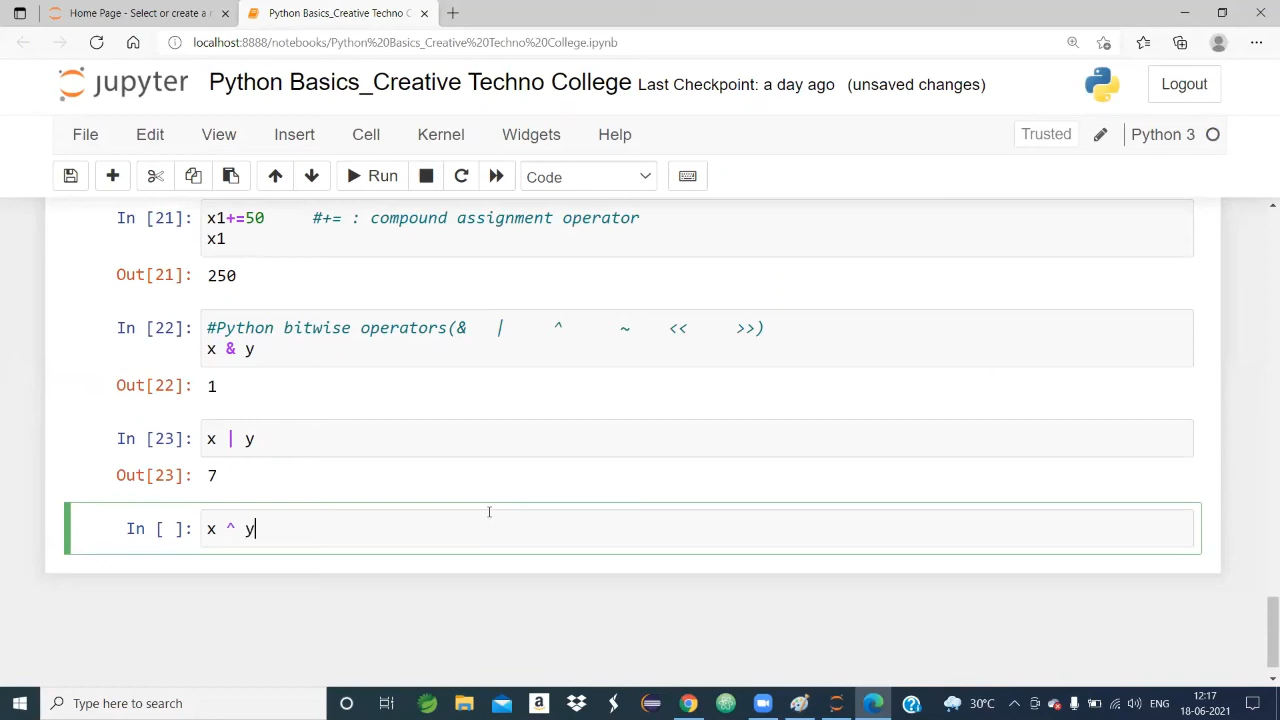 Home Page - Select or create a
Python Basics_Creative Techno C
localhost:8888/notebooks/Python%20Basics_Creative%20Techno%20College.ipynb
jupyter Python Basics_Creative Techno College Last Checkpoint: a day ago (unsaved changes)
Logout
File Edit View Insert Cell Kernel Widgets Help
Trusted
Python 3
Run
Code
In [21]: x1+=50 #+= : compound assignment operator
x1
Out[21]: 250
In [22]: #Python bitwise operators(& | ^ ~ << >>)
x & y
Out[22]: 1
In [23]: x | y
Out[23]: 7
In [ ]: x ^ y
Type here to search
30°C
ENG
12:17
18-06-2021